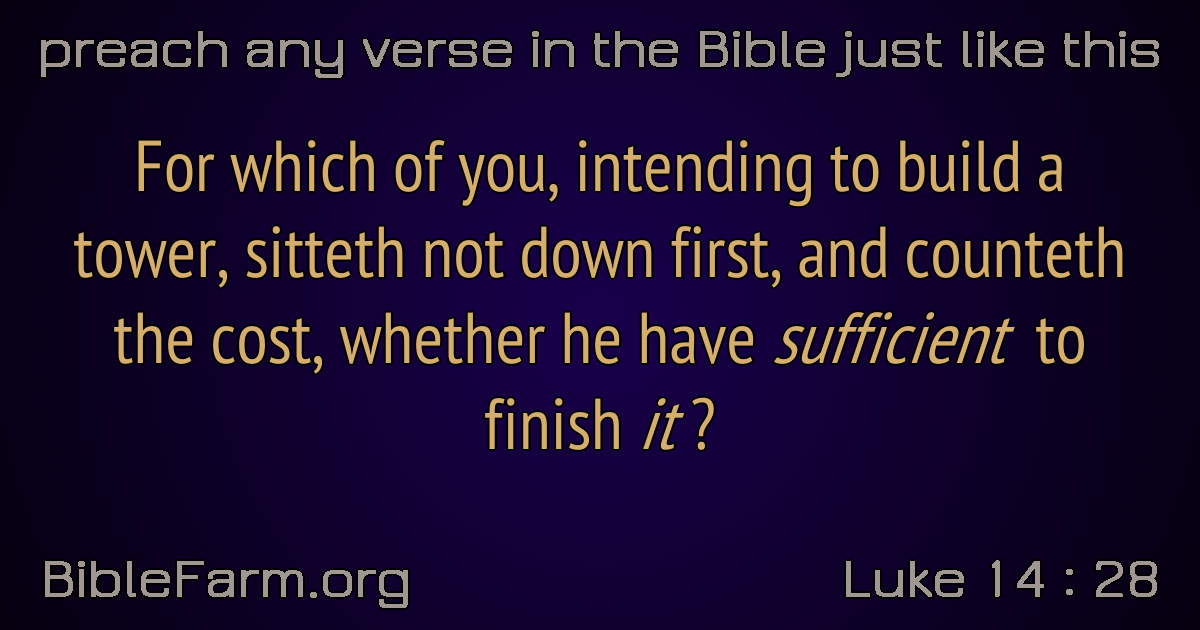 preach any verse in the Bible just like this
For which of you, intending to build a
tower, sitteth not down first, and counteth
the cost, whether he have sufficient to
finish it ?
BibleFarm.org
Luke 14 : 28